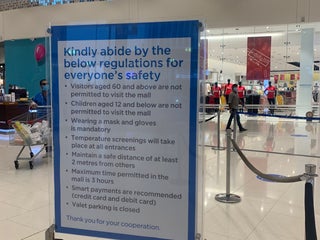 Kindly abide by the
below regulations for
everyone's safety
• Visitors aged 60 and above are not
permitted to visit the mall
• Children aged 12 and below are not
permitted to visit the mall
• Wearing a mask and gloves
is mandatory
• Temperature screenings will take
place at all entrances
• Maintain a safe distance of at least
2 metres from others
• Maximum time permitted in the
mall is 3 hours
• Smart payments are recommended
(credit card and debit card)
• Valet parking is closed
Thank you for your cooperation.